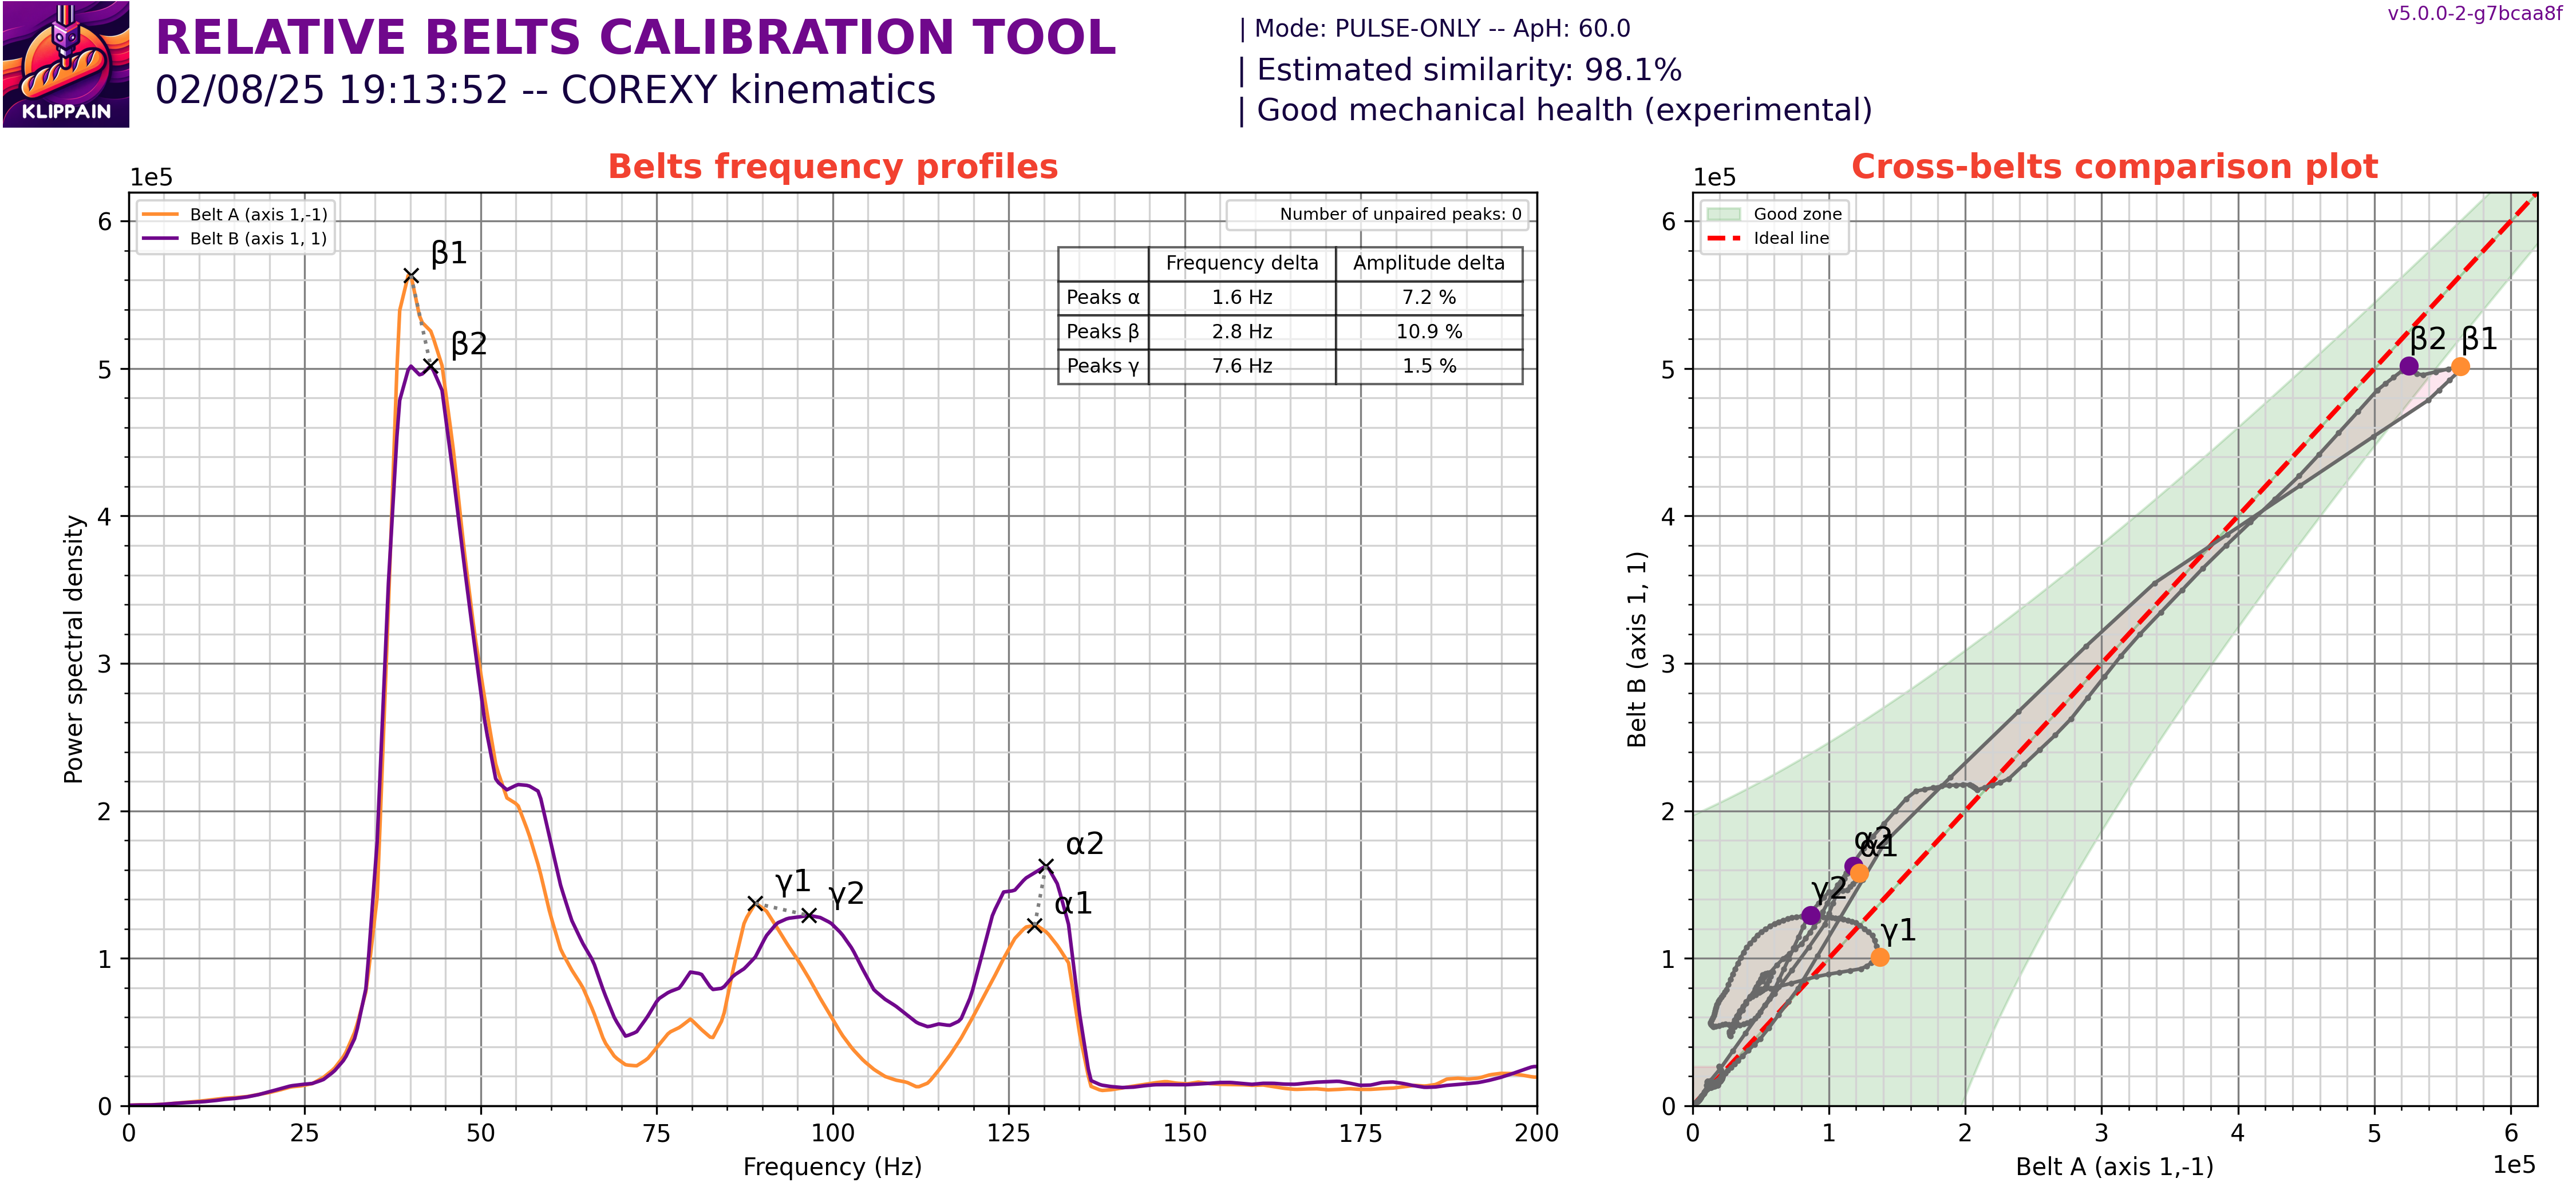 KLIPPAIN
RELATIVE BELTS CALIBRATION TOOL
02/08/25 19:13:52 -- COREXY kinematics
| Mode: PULSE-ONLY -- ApH: 60.0
| Estimated similarity: 98.1%
| Good mechanical health (experimental)
v5.0.0-2-g7bcaa8f
Belts frequency profiles
1e5
Belt A (axis 1,-1)
Belt B (axis 1, 1)
Number of unpaired peaks: 0
Frequency delta Amplitude delta
Peaks α 1.6 Hz 7.2 %
Peaks β 2.8 Hz 10.9 %
Peaks γ 7.6 Hz 1.5 %
β1
β2
γ1
γ2
α2
α1
6
5
4
3
2
1
0
Power spectral density
0 25 50 75 100 125 150 175 200
Frequency (Hz)
Cross-belts comparison plot
1e5
Good zone
Ideal line
β2
β1
α2
α1
γ2
γ1
6
5
4
3
2
1
0
Belt B (axis 1, 1)
0 1 2 3 4 5 6
Belt A (axis 1,-1)
1e5